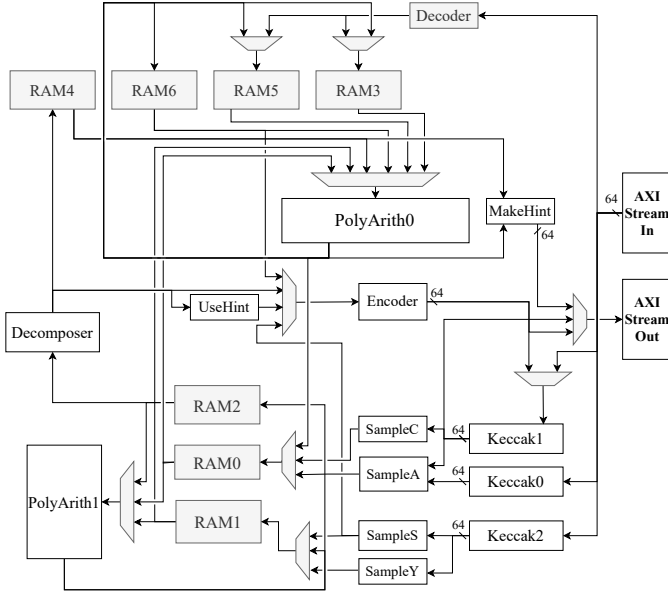 Decoder
RAM4
RAM6
RAM5
RAM3
PolyArith0
MakeHint
64
64
AXI
Stream
In
UseHint
Encoder
64
AXI
Stream
Out
Decomposer
RAM2
SampleC
64
Keccak1
RAM0
SampleA
64
Keccak0
PolyArith1
RAM1
SampleS
64
Keccak2
SampleY